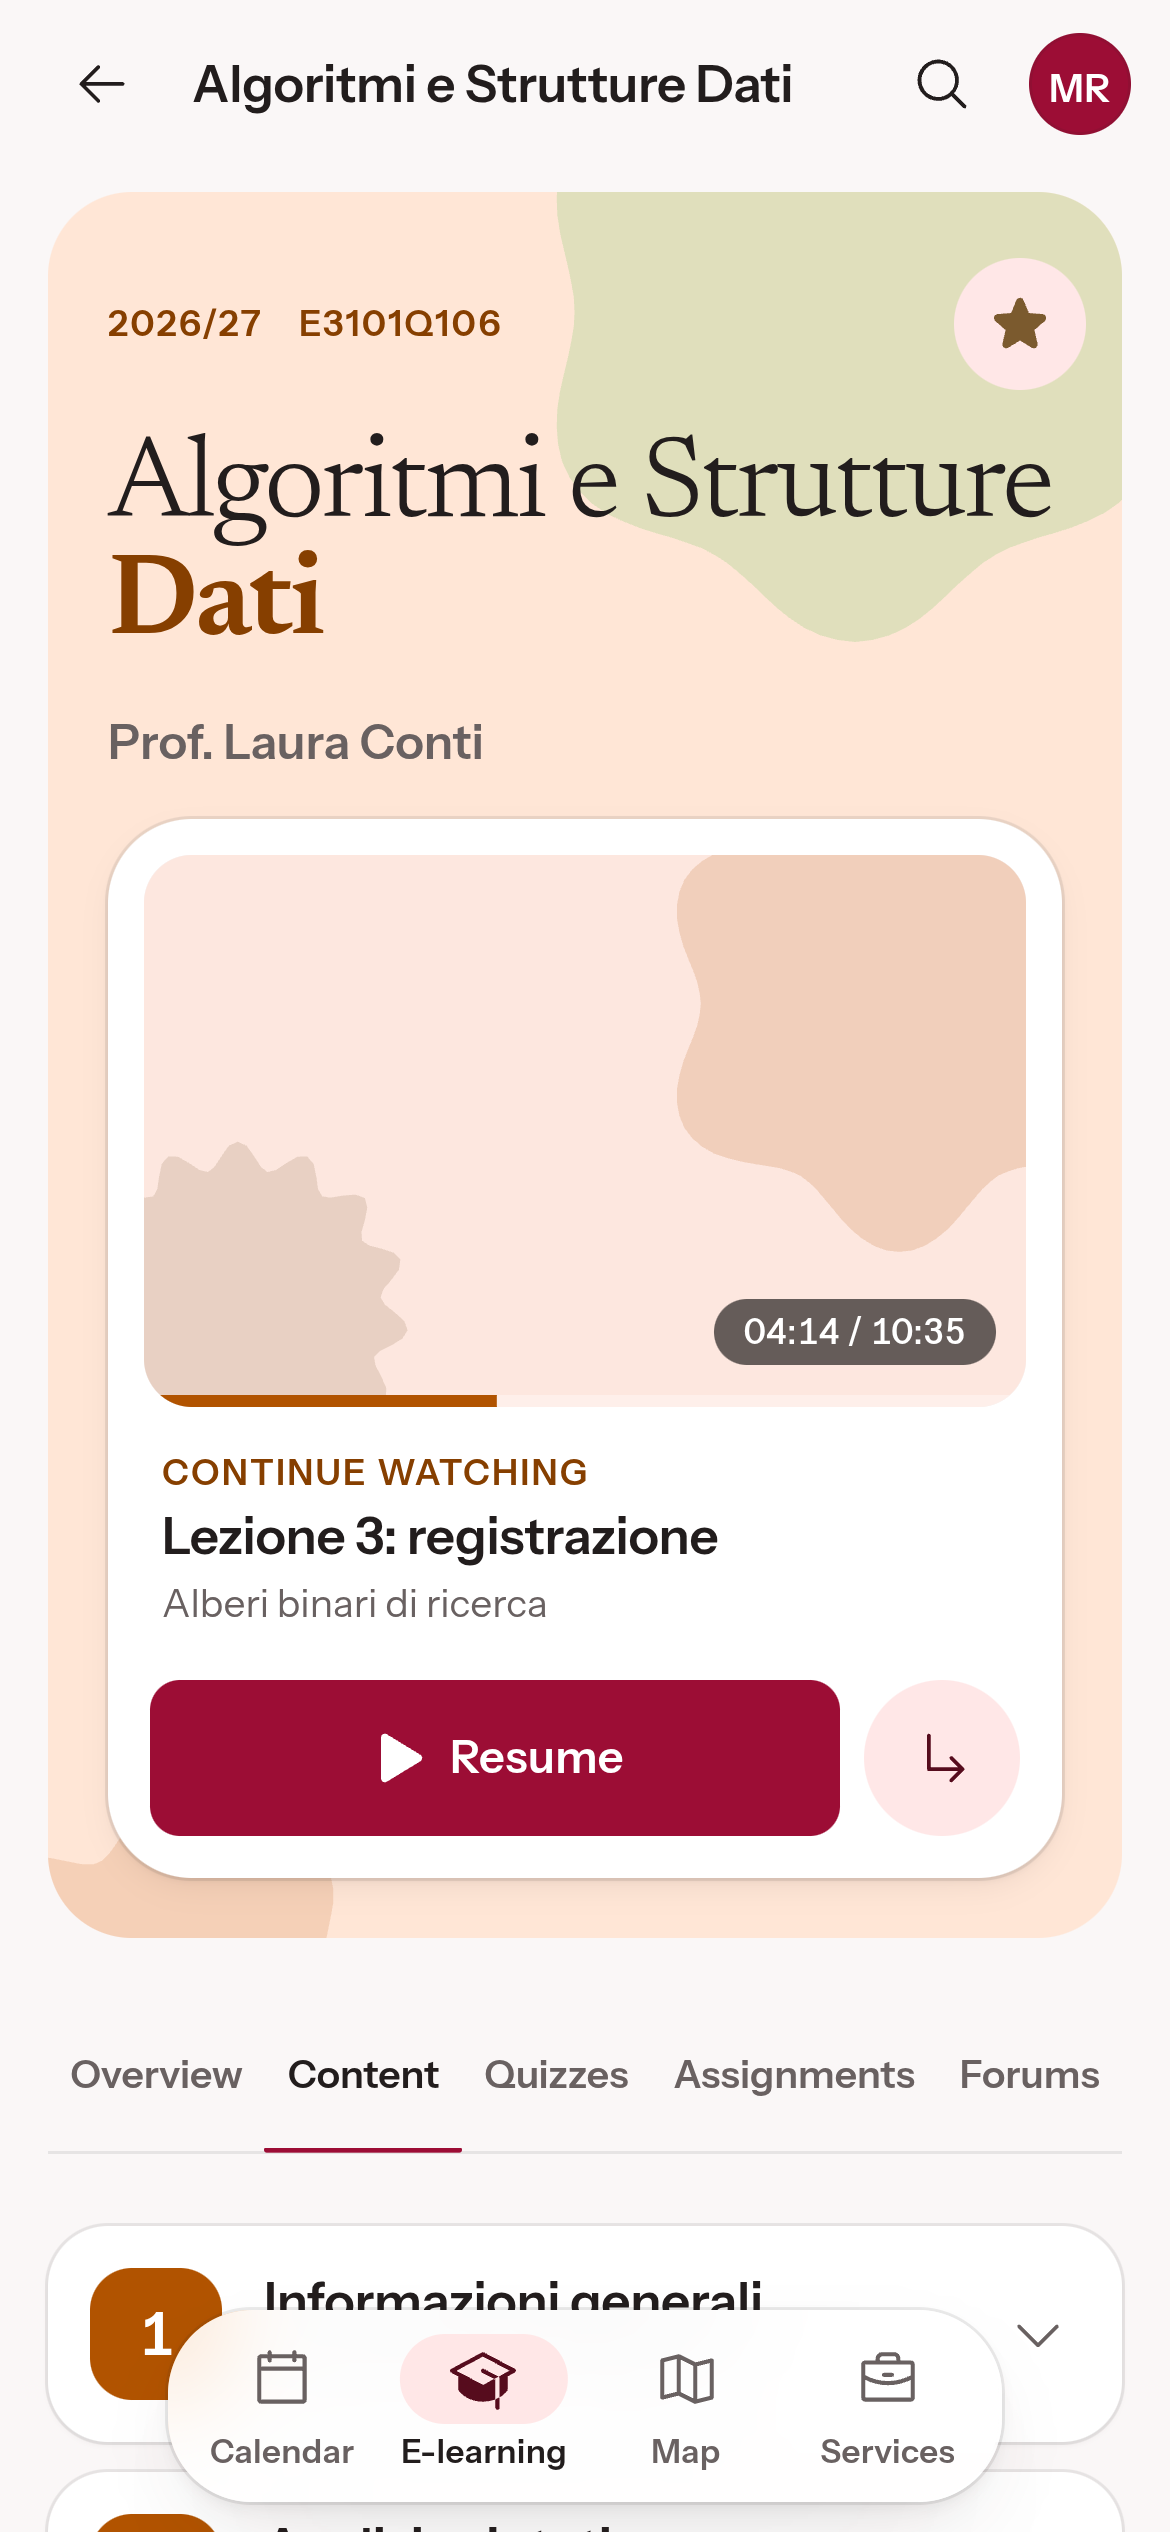 Algoritmi e Strutture Dati
MR
2026/27 E3101Q106
Algoritmi e Strutture
Dati
Prof. Laura Conti
04:14 / 10:35
CONTINUE WATCHING
Lezione 3: registrazione
Alberi binari di ricerca
Resume
Overview Content Quizzes Assignments Forums
1
Informazioni generali
Calendar E-learning Map Services